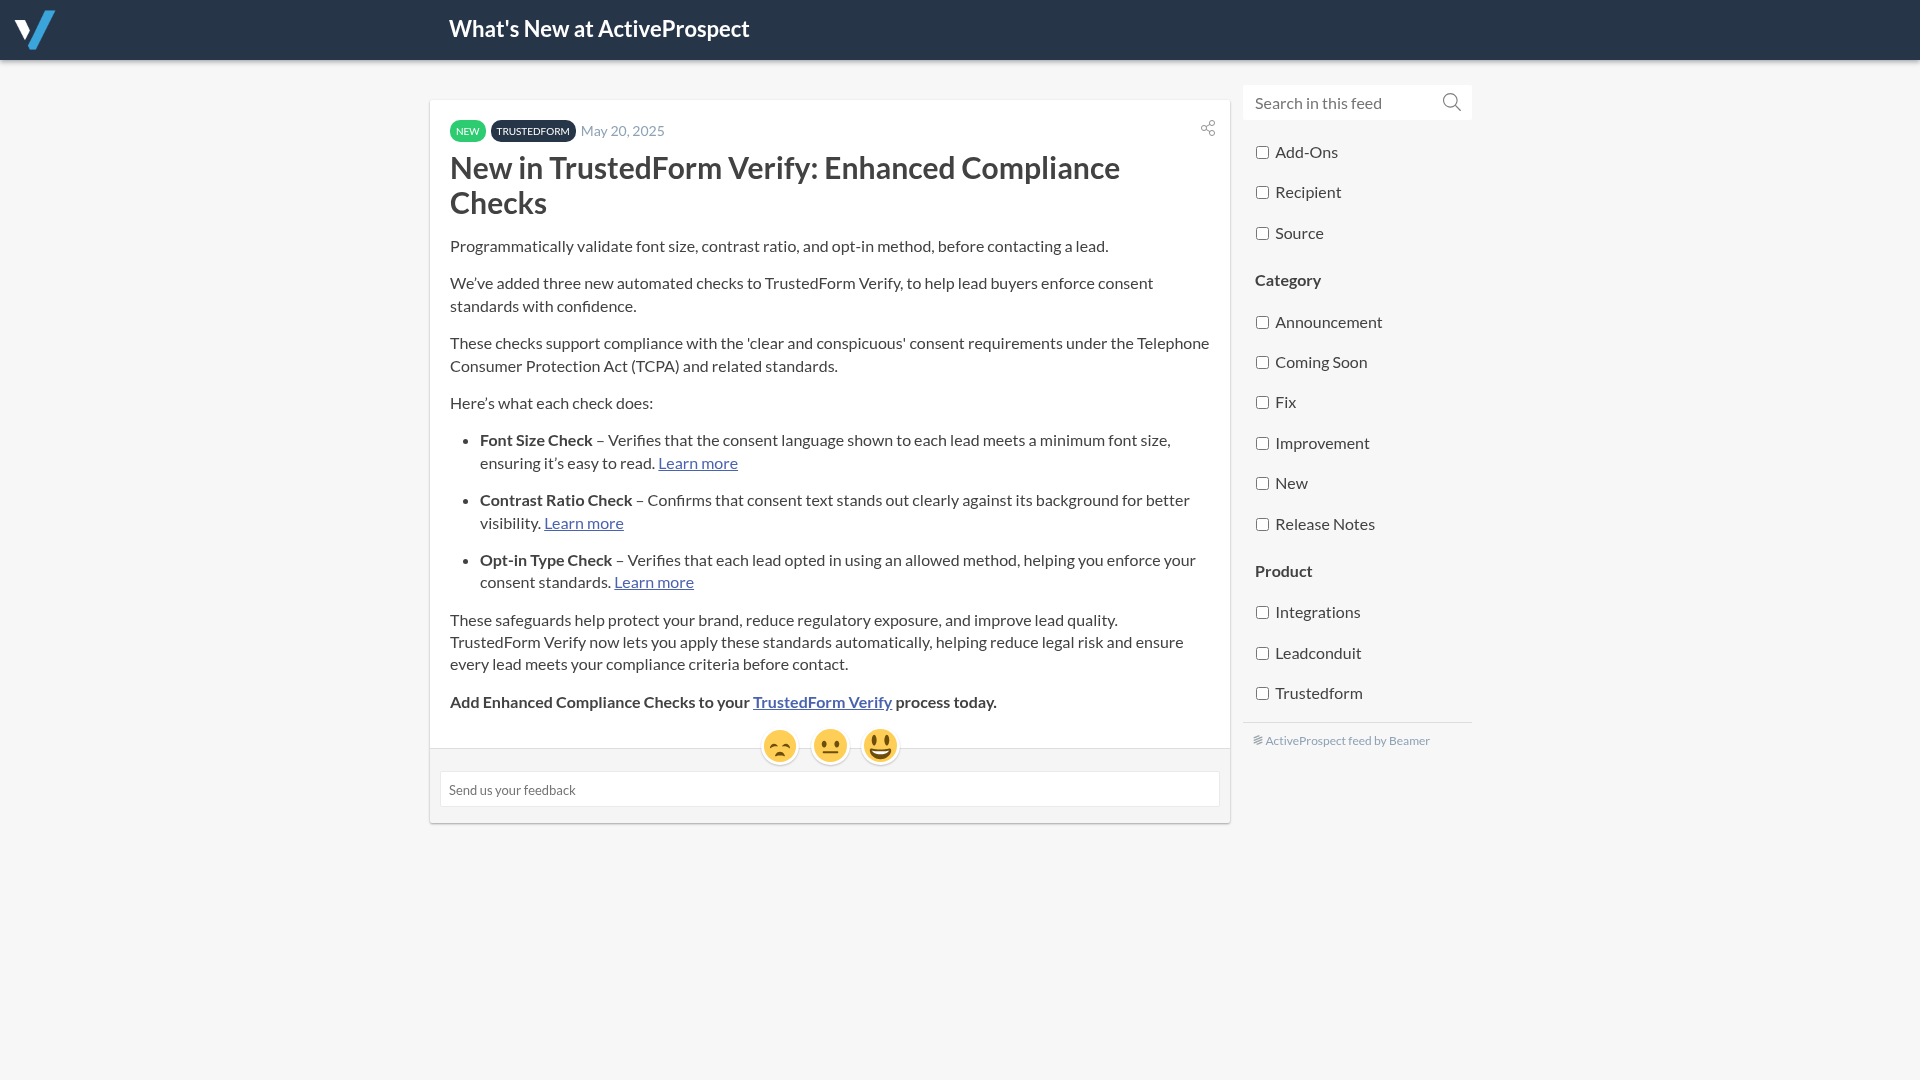 What's New at ActiveProspect
NEW TRUSTEDFORM May 20, 2025
New in TrustedForm Verify: Enhanced Compliance
Checks
Programmatically validate font size, contrast ratio, and opt-in method, before contacting a lead.
We’ve added three new automated checks to TrustedForm Verify, to help lead buyers enforce consent
standards with confidence.
These checks support compliance with the 'clear and conspicuous' consent requirements under the Telephone
Consumer Protection Act (TCPA) and related standards.
Here’s what each check does:
• Font Size Check – Verifies that the consent language shown to each lead meets a minimum font size,
ensuring it’s easy to read. Learn more
• Contrast Ratio Check – Confirms that consent text stands out clearly against its background for better
visibility. Learn more
• Opt-in Type Check – Verifies that each lead opted in using an allowed method, helping you enforce your
consent standards. Learn more
These safeguards help protect your brand, reduce regulatory exposure, and improve lead quality.
TrustedForm Verify now lets you apply these standards automatically, helping reduce legal risk and ensure
every lead meets your compliance criteria before contact.
Add Enhanced Compliance Checks to your TrustedForm Verify process today.
Send us your feedback
Search in this feed
Add-Ons
Recipient
Source
Category
Announcement
Coming Soon
Fix
Improvement
New
Release Notes
Product
Integrations
Leadconduit
Trustedform
ActiveProspect feed by Beamer